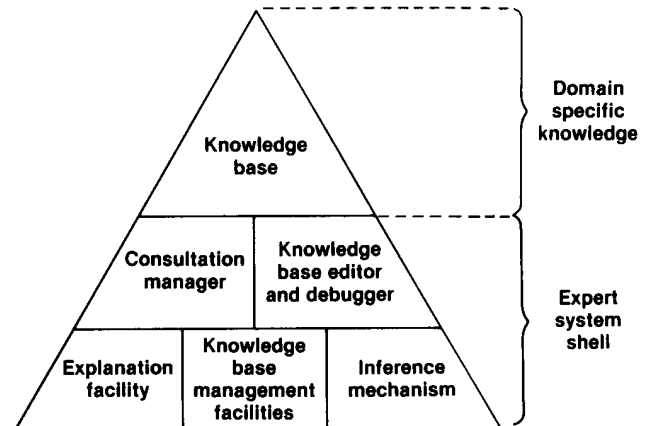 Knowledge
base
Domain
specific
knowledge
Consultation
manager
Knowledge
base editor
and debugger
Expert
system
shell
Explanation
facility
Knowledge
base
management
facilities
Inference
mechanism